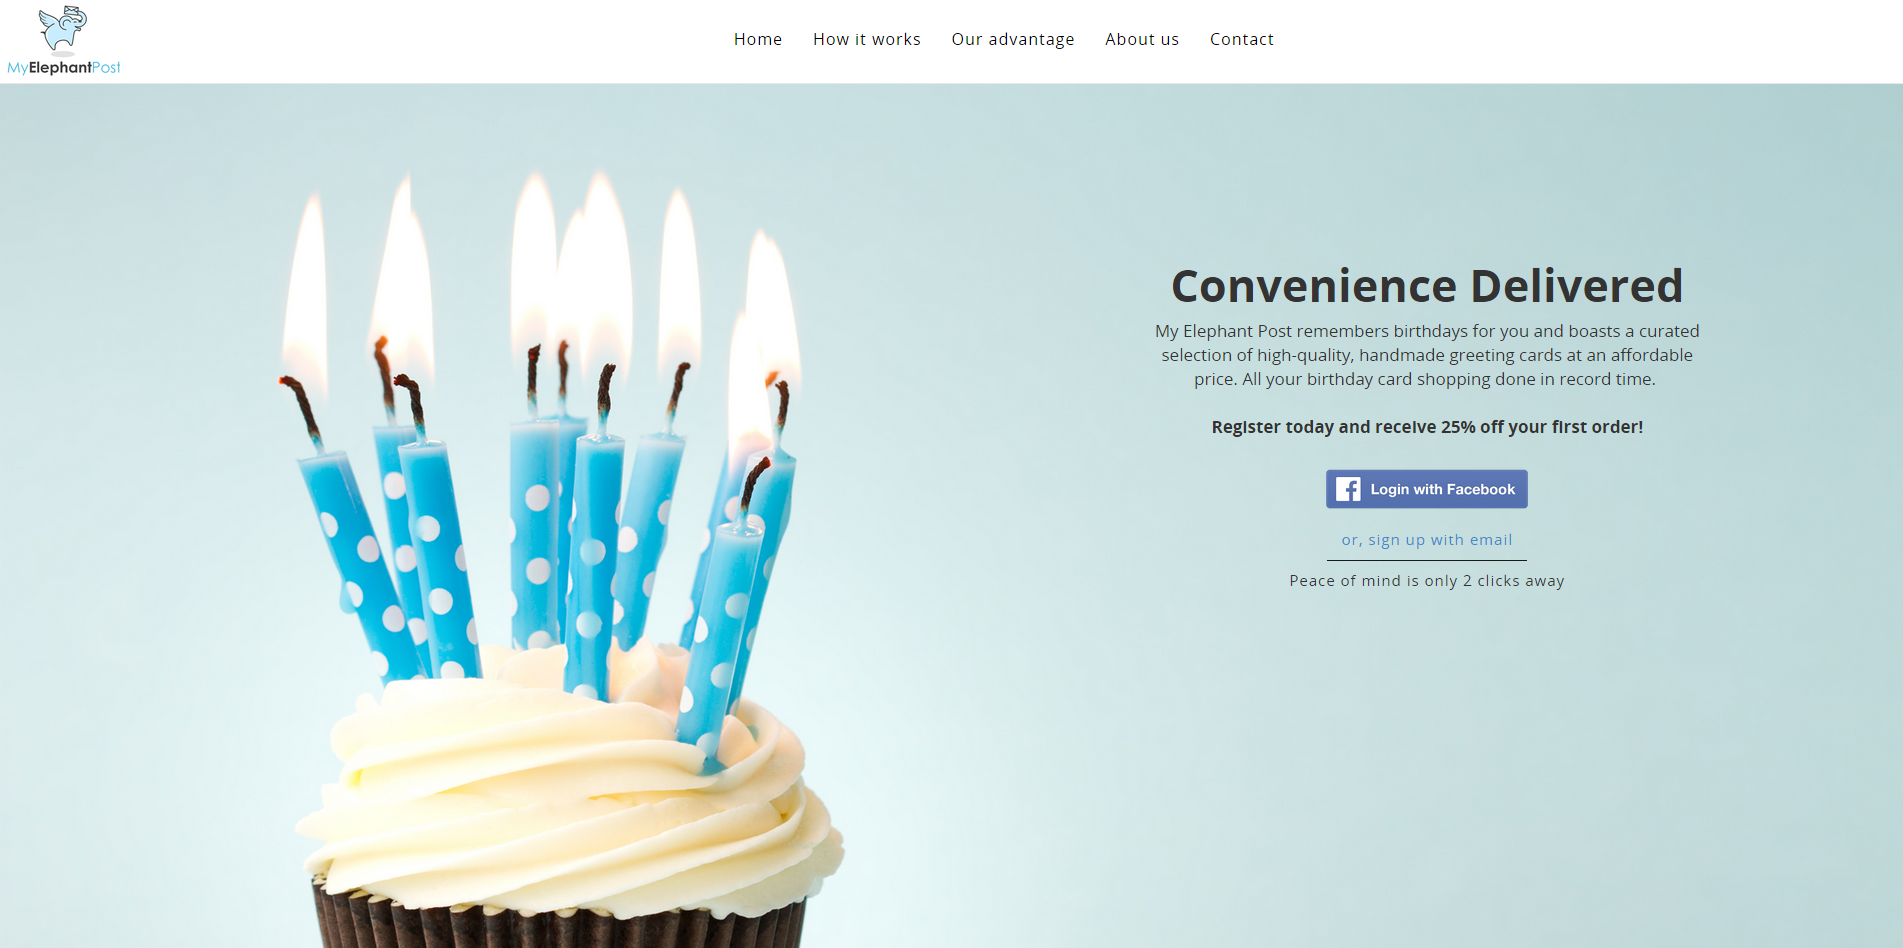 MyElephantPost
Home
How it works
Our advantage
About us
Contact
Convenience Delivered
My Elephant Post remembers birthdays for you and boasts a curated
selection of high-quality, handmade greeting cards at an affordable
price. All your birthday card shopping done in record time.
Register today and receive 25% off your first order!
Login with Facebook
or, sign up with email
Peace of mind is only 2 clicks away